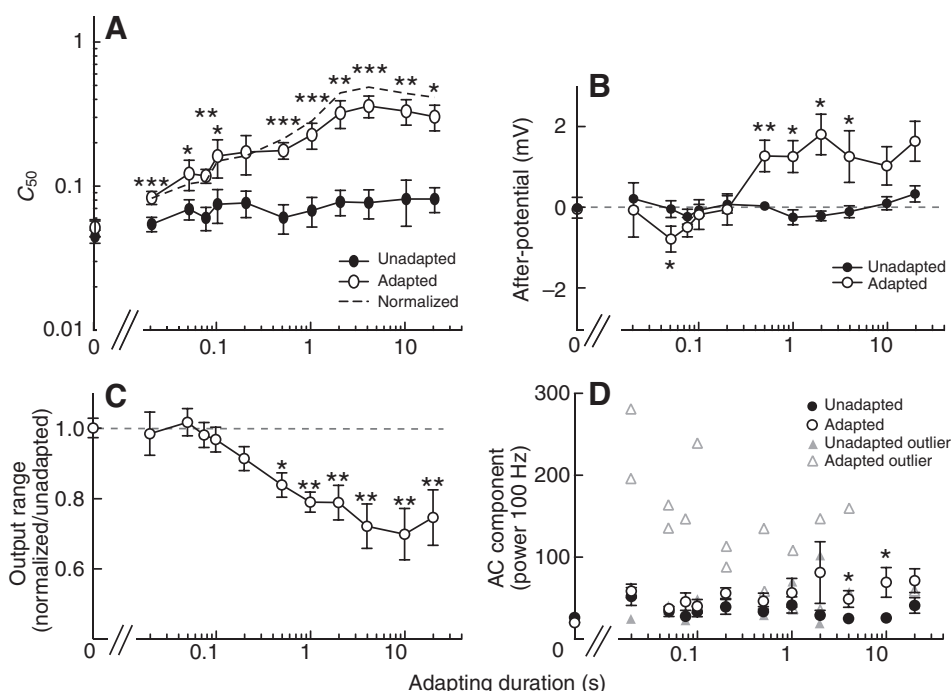 A
1
0.1
0.01
C50
***
*
**
*
***
***
**
***
**
*
Unadapted
Adapted
Normalized
0
0.1
1
10
B
After-potential (mV)
2
0
–2
*
**
*
*
*
Unadapted
Adapted
0
0.1
1
10
C
Output range
(normalized/unadapted)
1.0
0.8
0.6
*
**
**
**
**
**
0
0.1
1
10
D
AC component
(power 100 Hz)
300
200
100
0
Unadapted
Adapted
Unadapted outlier
Adapted outlier
*
*
0
0.1
1
10
Adapting duration (s)